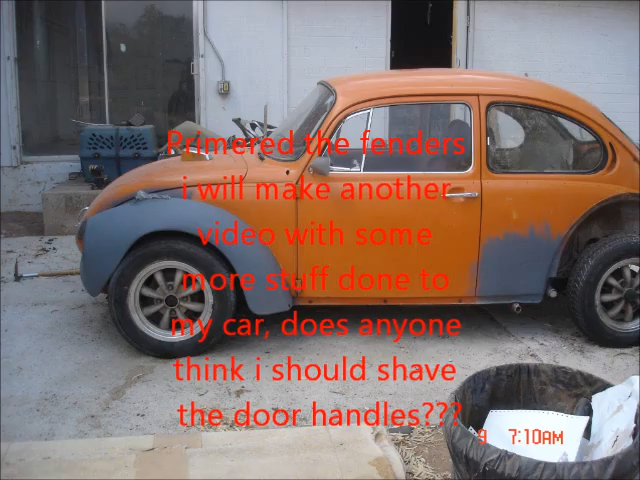 Primered the fenders
i will make another
video with some
more stuff done to
my car, does anyone
think i should shave
the door handles???
9 7:10AM